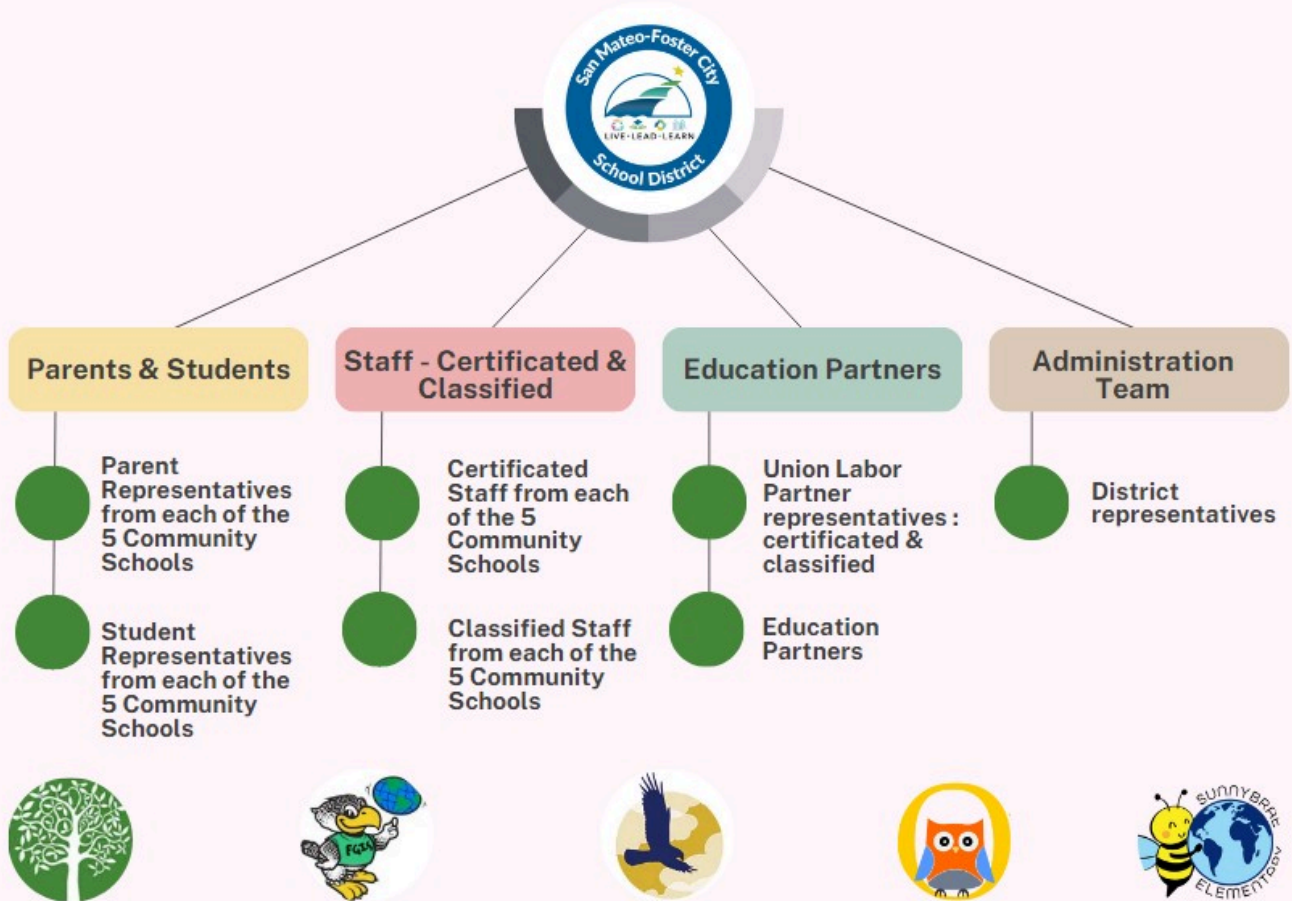 San Mateo-Foster City
LIVE•LEAD•LEARN
School District
Parents & Students
Parent
Representatives
from each of the
5 Community
Schools
Student
Representatives
from each of the
5 Community
Schools
Staff - Certificated &
Classified
Certificated
Staff from each
of the 5
Community
Schools
Classified Staff
from each of the
5 Community
Schools
Education Partners
Union Labor
Partner
representatives :
certificated &
classified
Education
Partners
Administration
Team
District
representatives
SUNNYBRAE
ELEMENTARY